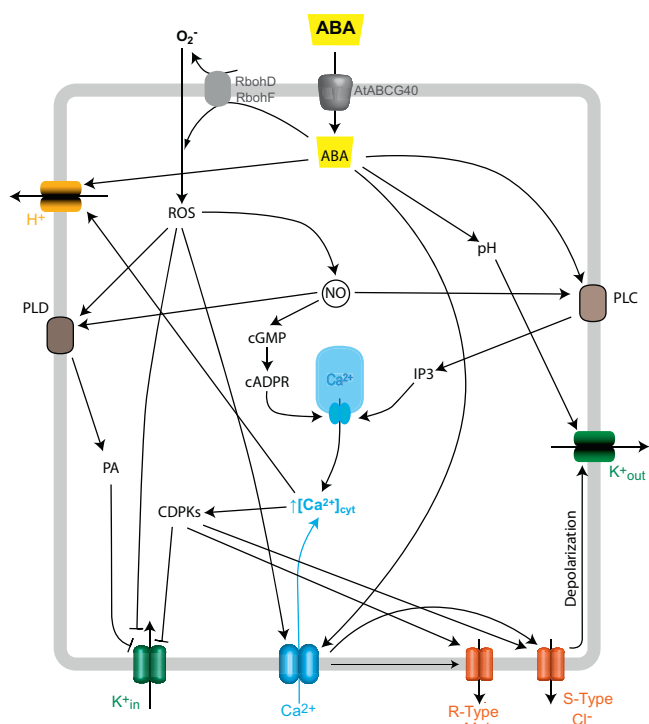 ABA
O₂⁻
RbohD
RbohF
AtABCG40
ABA
H⁺
ROS
pH
NO
PLD
PLC
cGMP
cADPR
Ca²⁺
IP3
K⁺out
PA
CDPKs
↑[Ca²⁺]cyt
Depolarization
K⁺in
Ca²⁺
R-Type
S-Type
Cl⁻